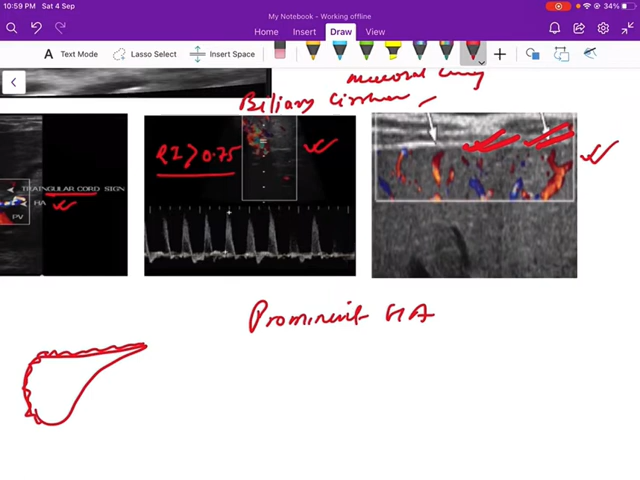 10:59 PM Sat 4 Sep
My Notebook - Working offline
34%
Home Insert Draw View
Text Mode Lasso Select Insert Space
Biliary Cirrhosis
RI > 0.75
TRAINGULAR CORD SIGN
HA
PV
Prominent HA